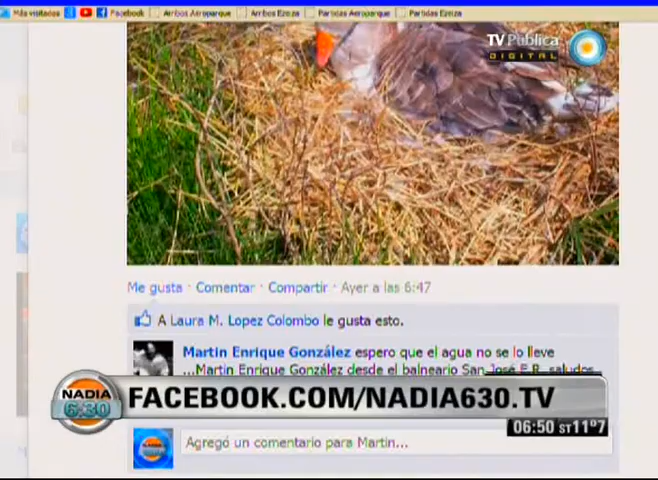 Más visitados
Facebook
Arribos Aeroparque
Arribos Ezeiza
Partidas Aeroparque
Partidas Ezeiza
TV Pública
DIGITAL
Me gusta · Comentar · Compartir · Ayer a las 6:47
A Laura M. Lopez Colombo le gusta esto.
Martin Enrique González espero que el agua no se lo lleve
...Martin Enrique González desde el balneario San José E.R. saludos
NADIA
6:30
FACEBOOK.COM/NADIA630.TV
06:50 ST 11º7
Agregó un comentario para Martin...